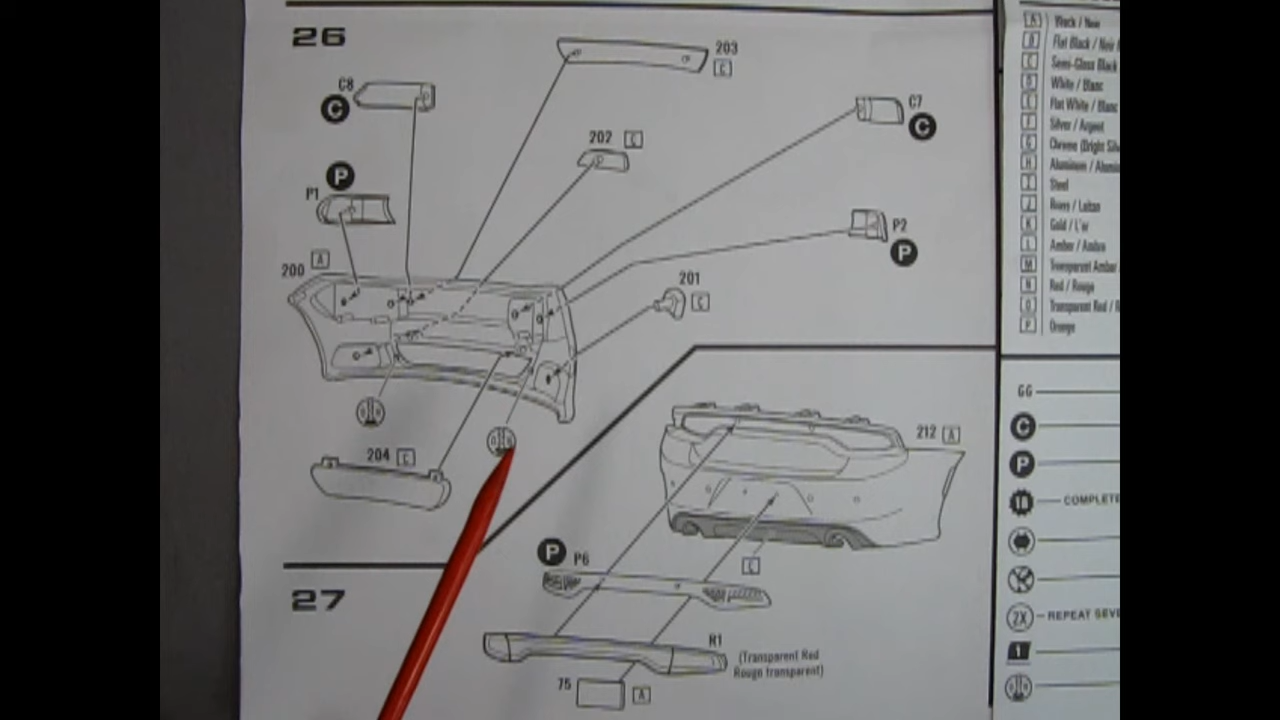 26
203
C
C8
C
C7
C
202 C
P
P1
P2
P
200 A
201
C
204 C
212 A
C
P P6
27
R1
(Transparent Red
Rouge transparent)
75 A
A Black / Noir
B Flat Black / Noir
C Semi-Gloss Black
D White / Blanc
E Flat White / Blanc
F Silver / Argent
G Chrome (Bright Silv
H Aluminum / Alumin
I Steel
J Brass / Laiton
K Gold / L'or
L Amber / Ambre
M Transparent Amber
N Red / Rouge
O Transparent Red / R
P Orange
GG
C
P
COMPLETE
2X REPEAT SEVE
1